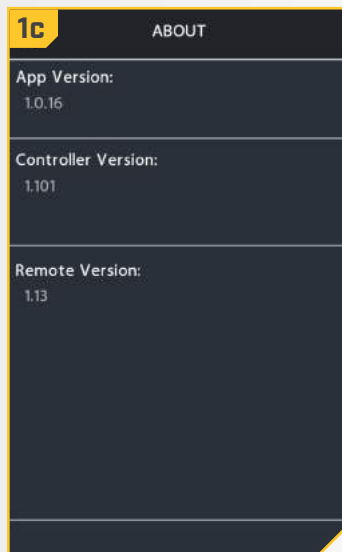 1c
ABOUT
App Version:
1.0.16
Controller Version:
1.101
Remote Version:
1.13